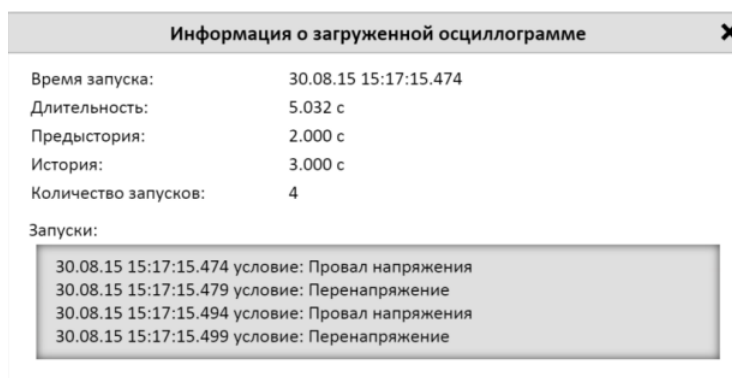 Информация о загруженной осциллограмме
Время запуска: 30.08.15 15:17:15.474
Длительность: 5.032 с
Предыстория: 2.000 с
История: 3.000 с
Количество запусков: 4
Запуски:
30.08.15 15:17:15.474 условие: Провал напряжения
30.08.15 15:17:15.479 условие: Перенапряжение
30.08.15 15:17:15.494 условие: Провал напряжения
30.08.15 15:17:15.499 условие: Перенапряжение